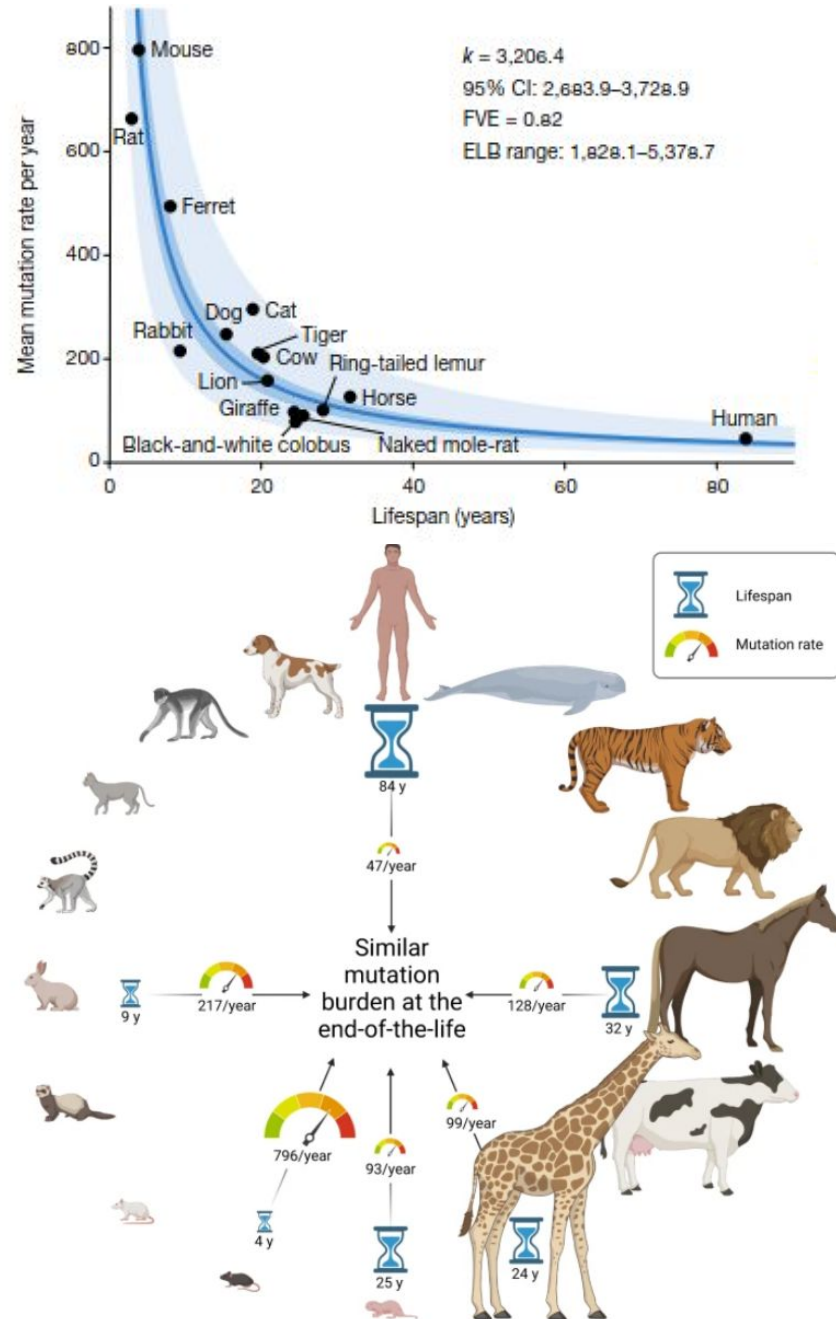 Mean mutation rate per year
800
600
400
200
0
Mouse
Rat
Ferret
Cat
Dog
Tiger
Rabbit
Cow
Ring-tailed lemur
Lion
Horse
Giraffe
Human
Black-and-white colobus
Naked mole-rat
k = 3,206.4
95% CI: 2,683.9–3,728.9
FVE = 0.82
ELB range: 1,828.1–5,378.7
0 20 40 60 80
Lifespan (years)
Lifespan
Mutation rate
84 y
47/year
Similar
mutation
burden at the
end-of-the-life
9 y
217/year
128/year
32 y
796/year
4 y
93/year
25 y
99/year
24 y